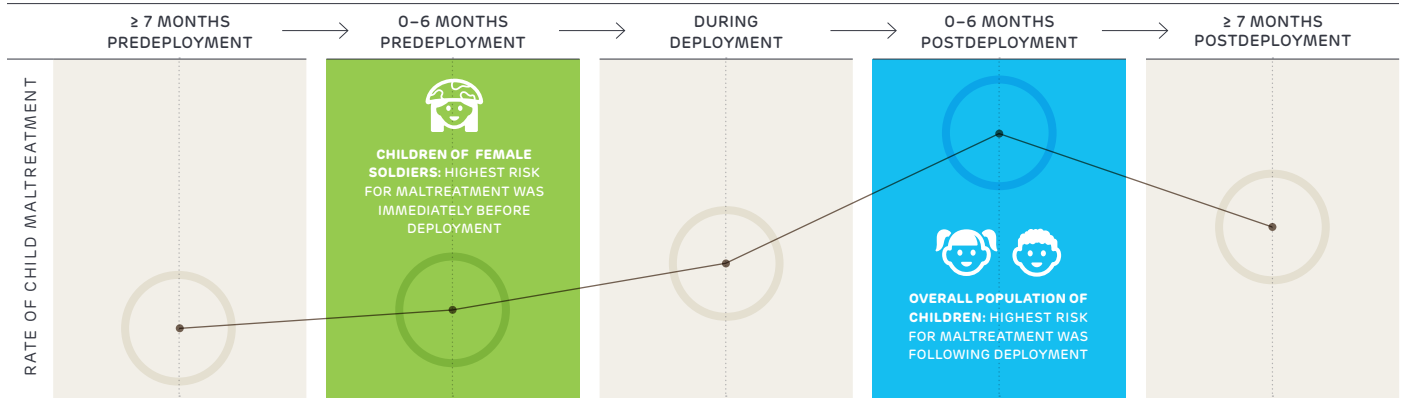 ≥ 7 MONTHS
PREDEPLOYMENT
0–6 MONTHS
PREDEPLOYMENT
DURING
DEPLOYMENT
0–6 MONTHS
POSTDEPLOYMENT
≥ 7 MONTHS
POSTDEPLOYMENT
RATE OF CHILD MALTREATMENT
CHILDREN OF FEMALE
SOLDIERS: HIGHEST RISK
FOR MALTREATMENT WAS
IMMEDIATELY BEFORE
DEPLOYMENT
OVERALL POPULATION OF
CHILDREN: HIGHEST RISK
FOR MALTREATMENT WAS
FOLLOWING DEPLOYMENT